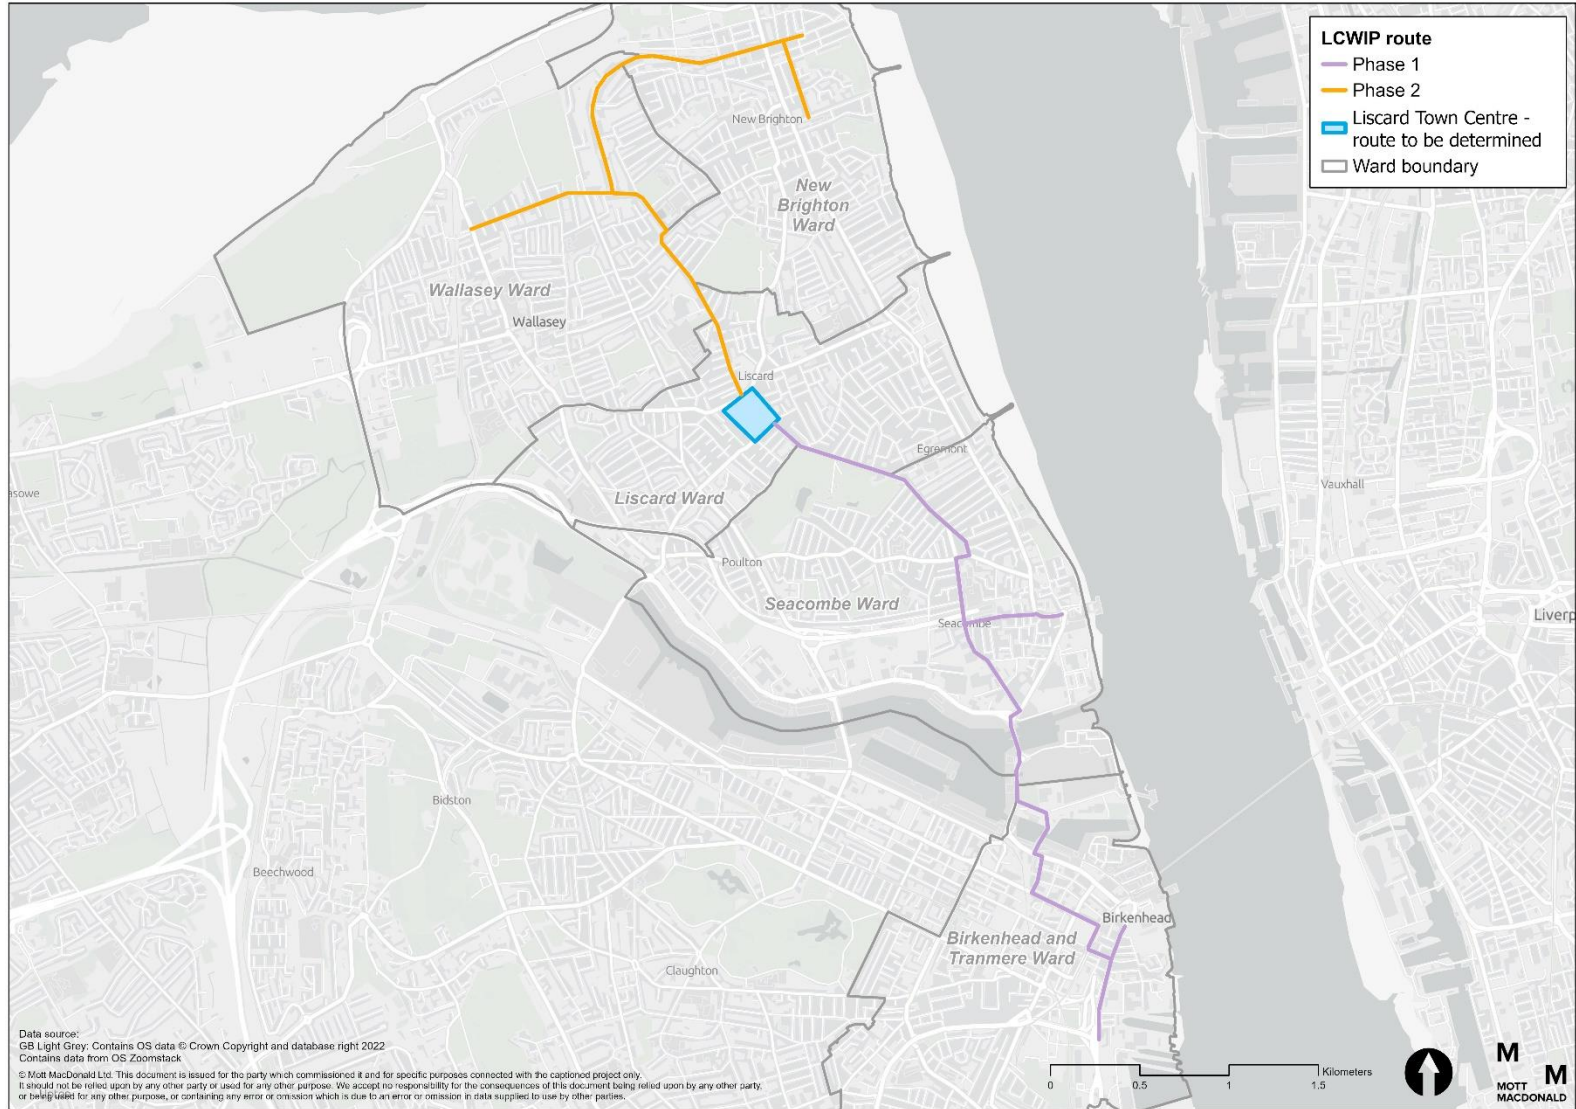 LCWIP route
Phase 1
Phase 2
Liscard Town Centre -
route to be determined
Ward boundary
New Brighton
New
Brighton
Ward
Wallasey Ward
Wallasey
Liscard
Egremont
Vauxhall
asowe
Liscard Ward
Poulton
Seacombe Ward
Seacombe
Liverp
Bidston
Beechwood
Birkenhead
Birkenhead and
Tranmere Ward
Claughton
Data source:
GB Light Grey: Contains OS data © Crown Copyright and database right 2022
Contains data from OS Zoomstack
© Mott MacDonald Ltd. This document is issued for the party which commissioned it and for specific purposes connected with the captioned project only.
It should not be relied upon by any other party or used for any other purpose. We accept no responsibility for the consequences of this document being relied upon by any other party,
or being used for any other purpose, or containing any error or omission which is due to an error or omission in data supplied to use by other parties.
0 0.5 1 1.5 Kilometers
M
M
MOTT
MACDONALD